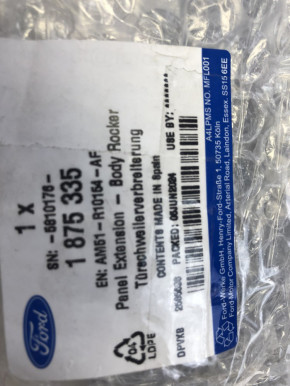 1 X
SN: -5810176-
1 875 335
EN: AM51-R10154-AF
Panel Extension - Body Rocker
Türschwellerverbreiterung
CONTENTS MADE IN Spain
PACKED: 05JUN2024
USE BY: ********
DPVXB
Ford
04
LDPE
A4LPMS NO. MFL001
Ford-Werke GmbH, Henry-Ford-Straße 1, 50735 Köln
Ford Motor Company Limited, Arterial Road, Laindon, Essex. SS15 6EE